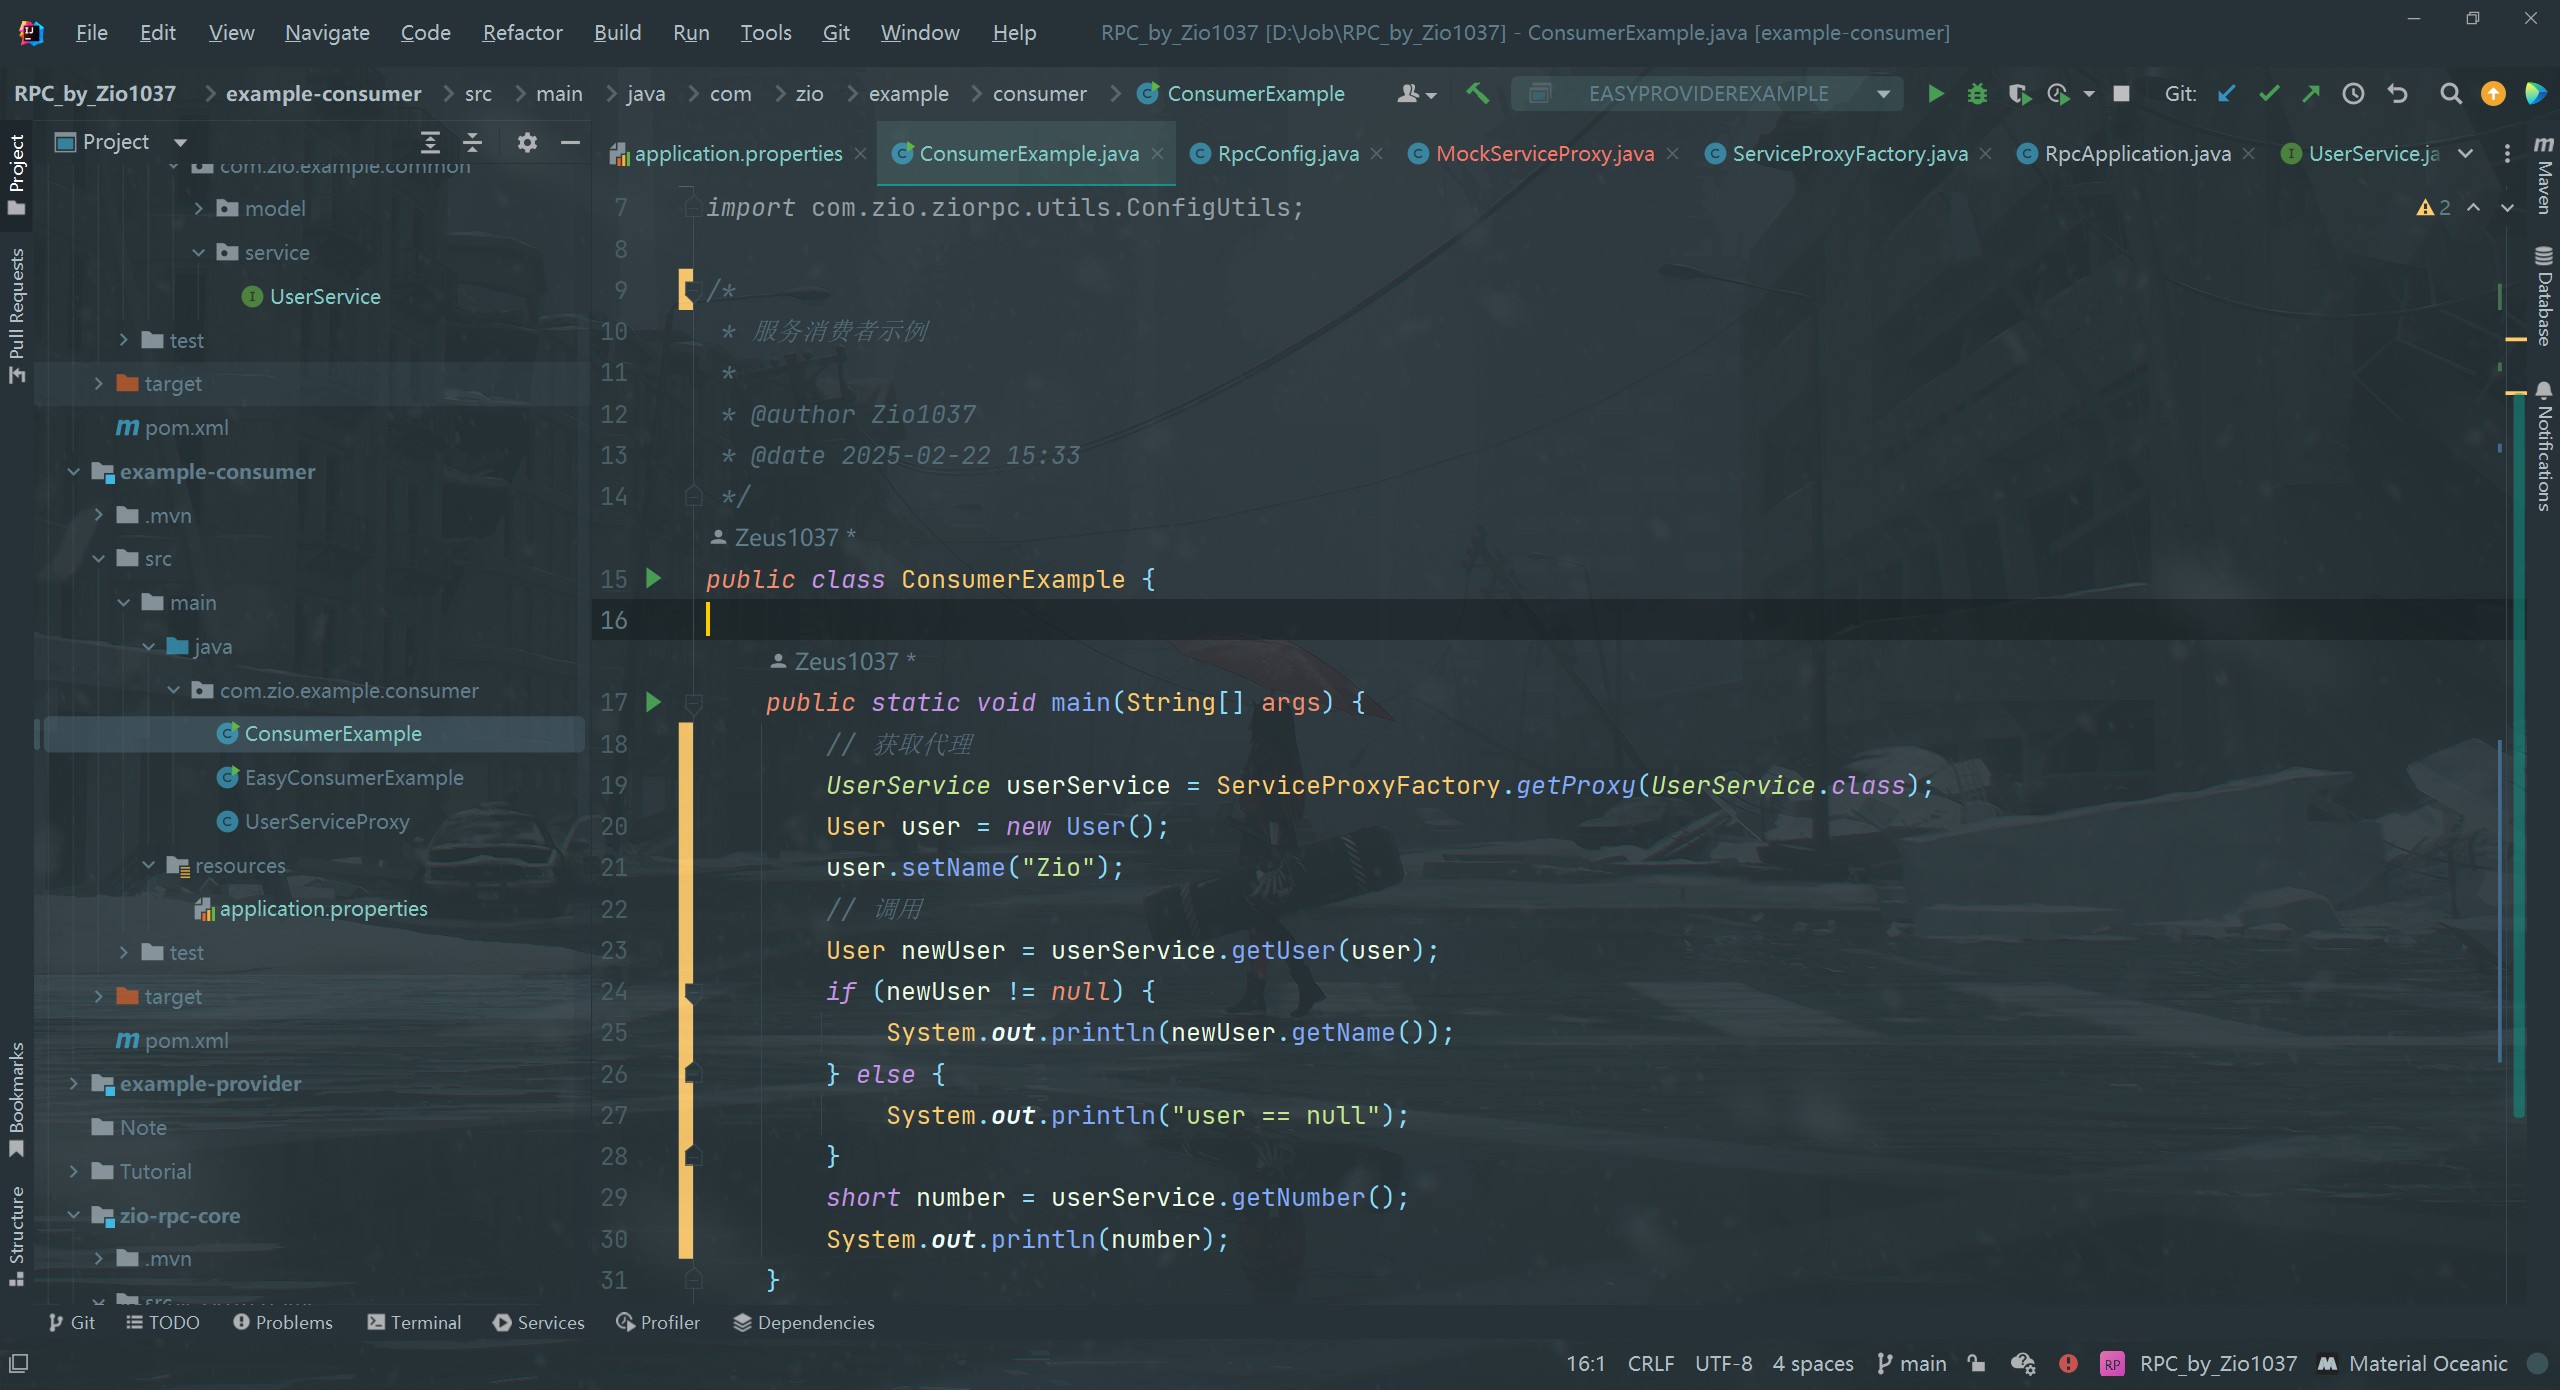 File Edit View Navigate Code Refactor Build Run Tools Git Window Help RPC_by_Zio1037 [D:\Job\RPC_by_Zio1037] - ConsumerExample.java [example-consumer]
RPC_by_Zio1037 example-consumer src main java com zio example consumer ConsumerExample EASYPROVIDEREXAMPLE Git:
Project
application.properties ConsumerExample.java RpcConfig.java MockServiceProxy.java ServiceProxyFactory.java RpcApplication.java UserService.ja
com.zio.example.common
model
service
UserService
test
target
pom.xml
example-consumer
.mvn
src
main
java
com.zio.example.consumer
ConsumerExample
EasyConsumerExample
UserServiceProxy
resources
application.properties
test
target
pom.xml
example-provider
Note
Tutorial
zio-rpc-core
.mvn
src
Project
Pull Requests
Bookmarks
Structure
2
7 import com.zio.ziorpc.utils.ConfigUtils;
8
9 /*
10 * 服务消费者示例
11 *
12 * @author Zio1037
13 * @date 2025-02-22 15:33
14 */
Zeus1037 *
15 public class ConsumerExample {
16
Zeus1037 *
17 public static void main(String[] args) {
18 // 获取代理
19 UserService userService = ServiceProxyFactory.getProxy(UserService.class);
20 User user = new User();
21 user.setName("Zio");
22 // 调用
23 User newUser = userService.getUser(user);
24 if (newUser != null) {
25 System.out.println(newUser.getName());
26 } else {
27 System.out.println("user == null");
28 }
29 short number = userService.getNumber();
30 System.out.println(number);
31 }
Maven
Database
Notifications
Git TODO Problems Terminal Services Profiler Dependencies
16:1 CRLF UTF-8 4 spaces main RP RPC_by_Zio1037 Material Oceanic